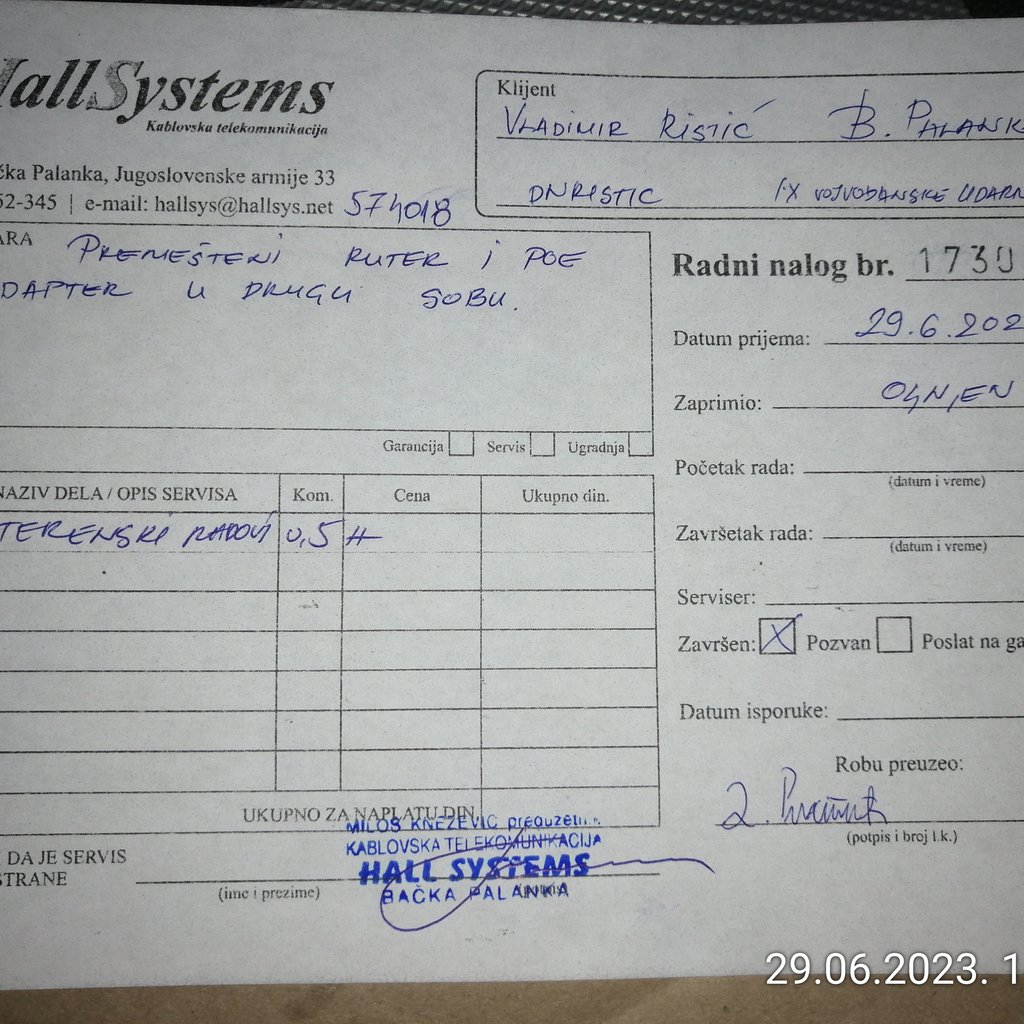 HallSystems
Kablovska telekomunikacija
čka Palanka, Jugoslovenske armije 33
52-345 | e-mail: hallsys@hallsys.net 574018
Klijent
VLADIMIR RISTIĆ B. PALANK
DNRISTIC IX VOJVOĐANSKE UDARN
ARA
PREMEŠTENI RUTER I POE
DAPTER U DRUGU SOBU.
Garancija Servis Ugradnja
Radni nalog br. 1730
Datum prijema: 29.6.202
Zaprimio: OGNJEN
Početak rada:
(datum i vreme)
Završetak rada:
(datum i vreme)
Serviser:
Završen: X Pozvan Poslat na ga
Datum isporuke:
Robu preuzeo:
(potpis i broj l.k.)
NAZIV DELA / OPIS SERVISA Kom. Cena Ukupno din.
TERENSKI RADOVI 0,5 H
UKUPNO ZA NAPLATU DIN.
DA JE SERVIS
STRANE
(ime i prezime)
MILOŠ KNEŽEVIĆ preduzetn.
KABLOVSKA TELEKOMUNIKACIJA
HALL SYSTEMS
BAČKA PALANKA
29.06.2023. 1